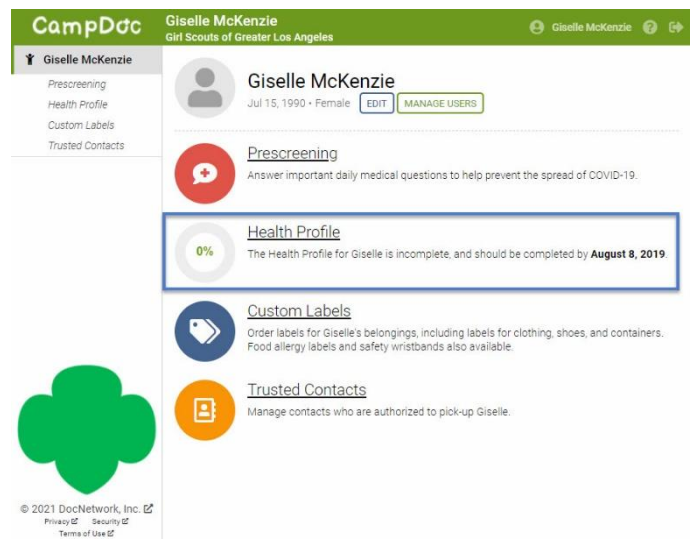 CampDoc
Giselle McKenzie
Girl Scouts of Greater Los Angeles
Giselle McKenzie
Giselle McKenzie
Prescreening
Health Profile
Custom Labels
Trusted Contacts
Giselle McKenzie
Jul 15, 1990 • Female EDIT MANAGE USERS
Prescreening
Answer important daily medical questions to help prevent the spread of COVID-19.
0%
Health Profile
The Health Profile for Giselle is incomplete, and should be completed by August 8, 2019.
Custom Labels
Order labels for Giselle's belongings, including labels for clothing, shoes, and containers.
Food allergy labels and safety wristbands also available.
Trusted Contacts
Manage contacts who are authorized to pick-up Giselle.
© 2021 DocNetwork, Inc.
Privacy Security
Terms of Use